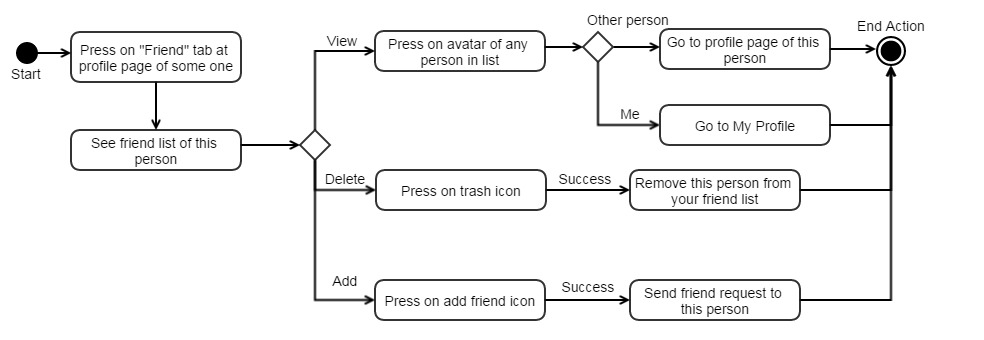 Start
Press on "Friend" tab at
profile page of some one
See friend list of this
person
View
Press on avatar of any
person in list
Other person
Go to profile page of this
person
End Action
Me
Go to My Profile
Delete
Press on trash icon
Success
Remove this person from
your friend list
Add
Press on add friend icon
Success
Send friend request to
this person